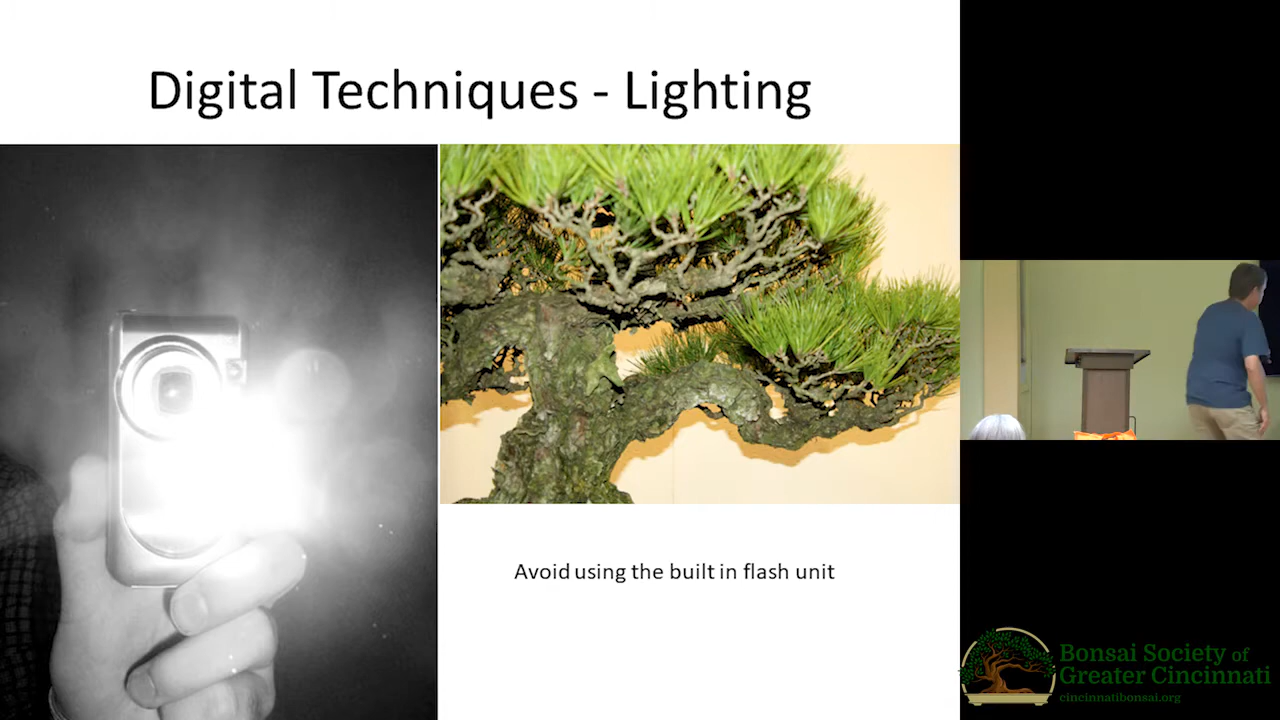 Digital Techniques - Lighting
Avoid using the built in flash unit
Bonsai Society of
Greater Cincinnati
cincinnatibonsai.org